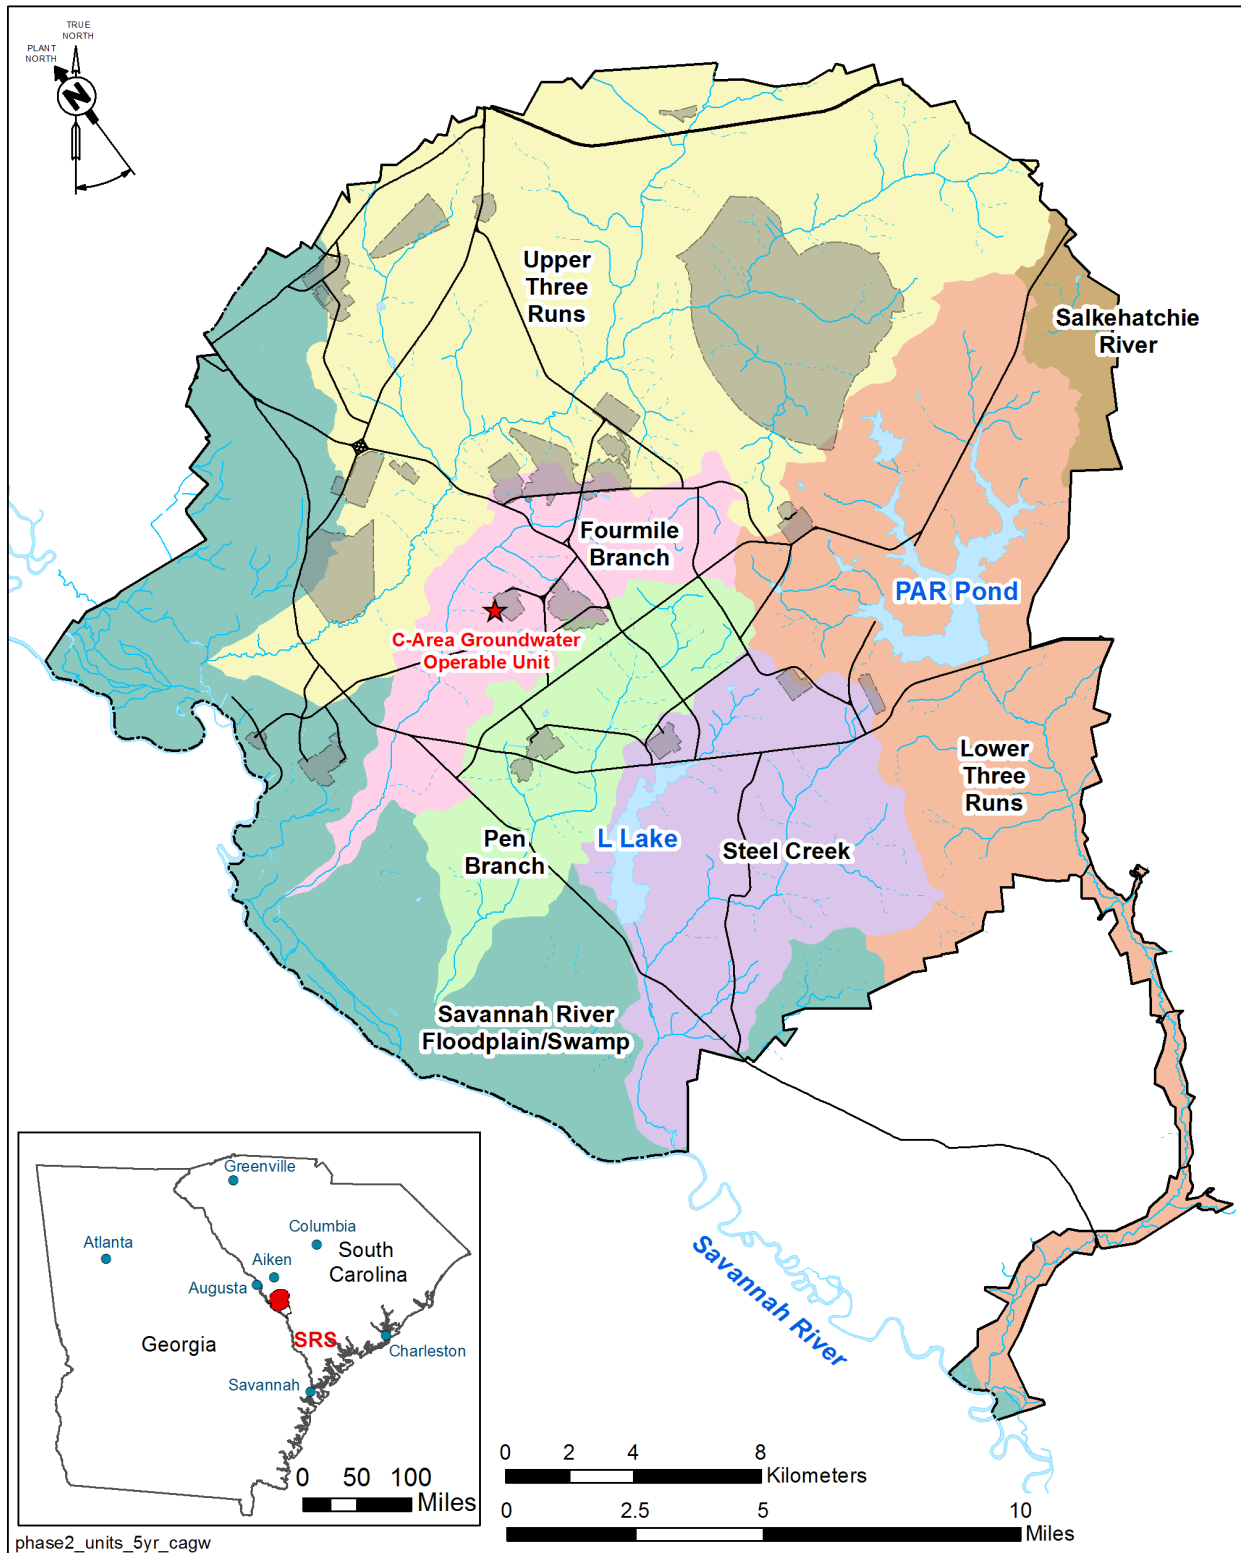 TRUE
NORTH
PLANT
NORTH
N
Upper
Three
Runs
Salkehatchie
River
Fourmile
Branch
PAR Pond
C-Area Groundwater
Operable Unit
Lower
Three
Runs
Pen
Branch
L Lake
Steel Creek
Savannah River
Floodplain/Swamp
Savannah River
Greenville
Columbia
Atlanta
South
Carolina
Aiken
Augusta
Georgia
SRS
Charleston
Savannah
0 50 100
Miles
0 2 4 8
Kilometers
0 2.5 5 10
Miles
phase2_units_5yr_cagw